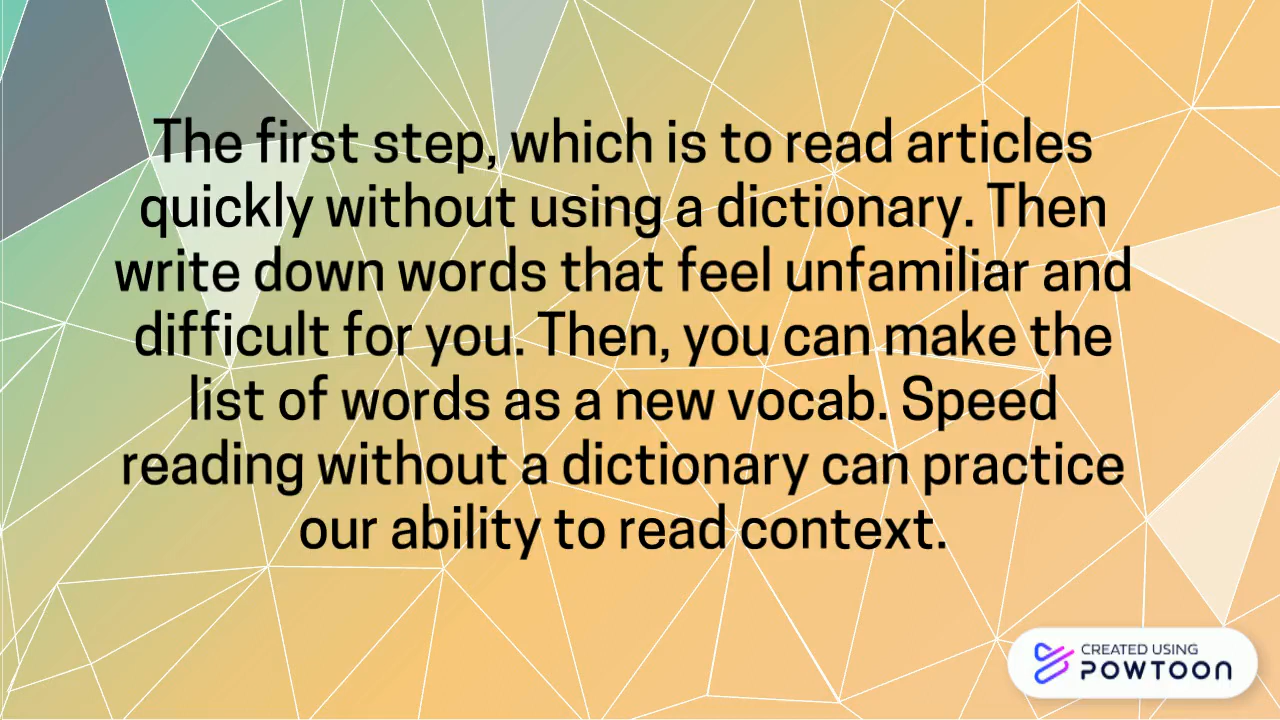 The first step, which is to read articles
quickly without using a dictionary. Then
write down words that feel unfamiliar and
difficult for you. Then, you can make the
list of words as a new vocab. Speed
reading without a dictionary can practice
our ability to read context.
CREATED USING
POWTOON